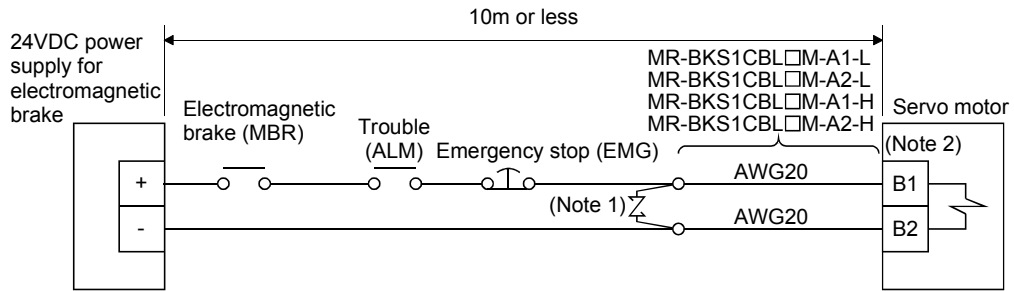 10m or less
24VDC power
supply for
electromagnetic
brake
MR-BKS1CBL□M-A1-L
MR-BKS1CBL□M-A2-L
MR-BKS1CBL□M-A1-H
MR-BKS1CBL□M-A2-H
Electromagnetic
brake (MBR)
Trouble
(ALM)
Emergency stop (EMG)
Servo motor
(Note 2)
+
AWG20
B1
(Note 1)
-
AWG20
B2